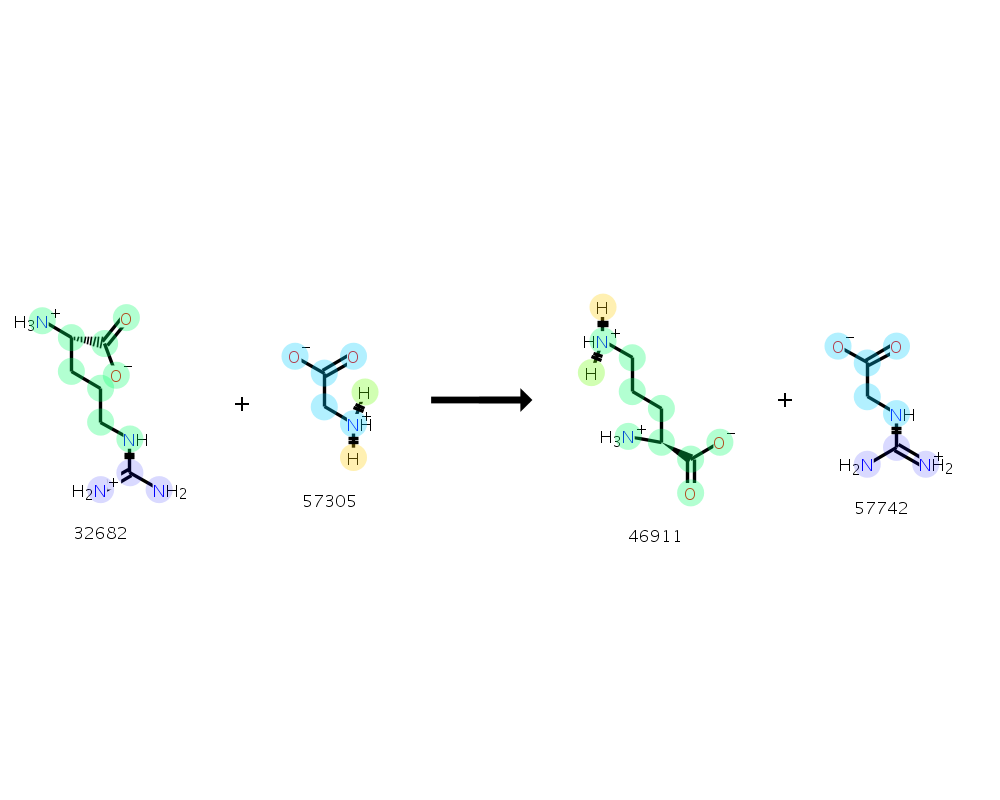 H3N+ O O− NH H2N+ NH2
32682
+
O− O H NH+ H
57305
+
H HN+ H H3N+ O− O
46911
+
O− O NH H2N NH2+
57742